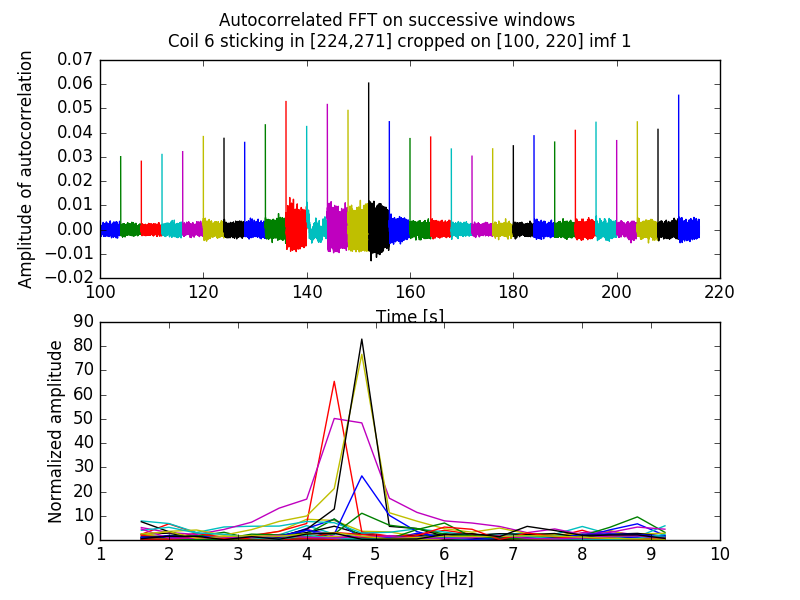 Autocorrelated FFT on successive windows
Coil 6 sticking in [224,271] cropped on [100, 220] imf 1
Amplitude of autocorrelation
0.07
0.06
0.05
0.04
0.03
0.02
0.01
0.00
−0.01
−0.02
100 120 140 160 180 200 220
Time [s]
Normalized amplitude
90
80
70
60
50
40
30
20
10
0
1 2 3 4 5 6 7 8 9 10
Frequency [Hz]